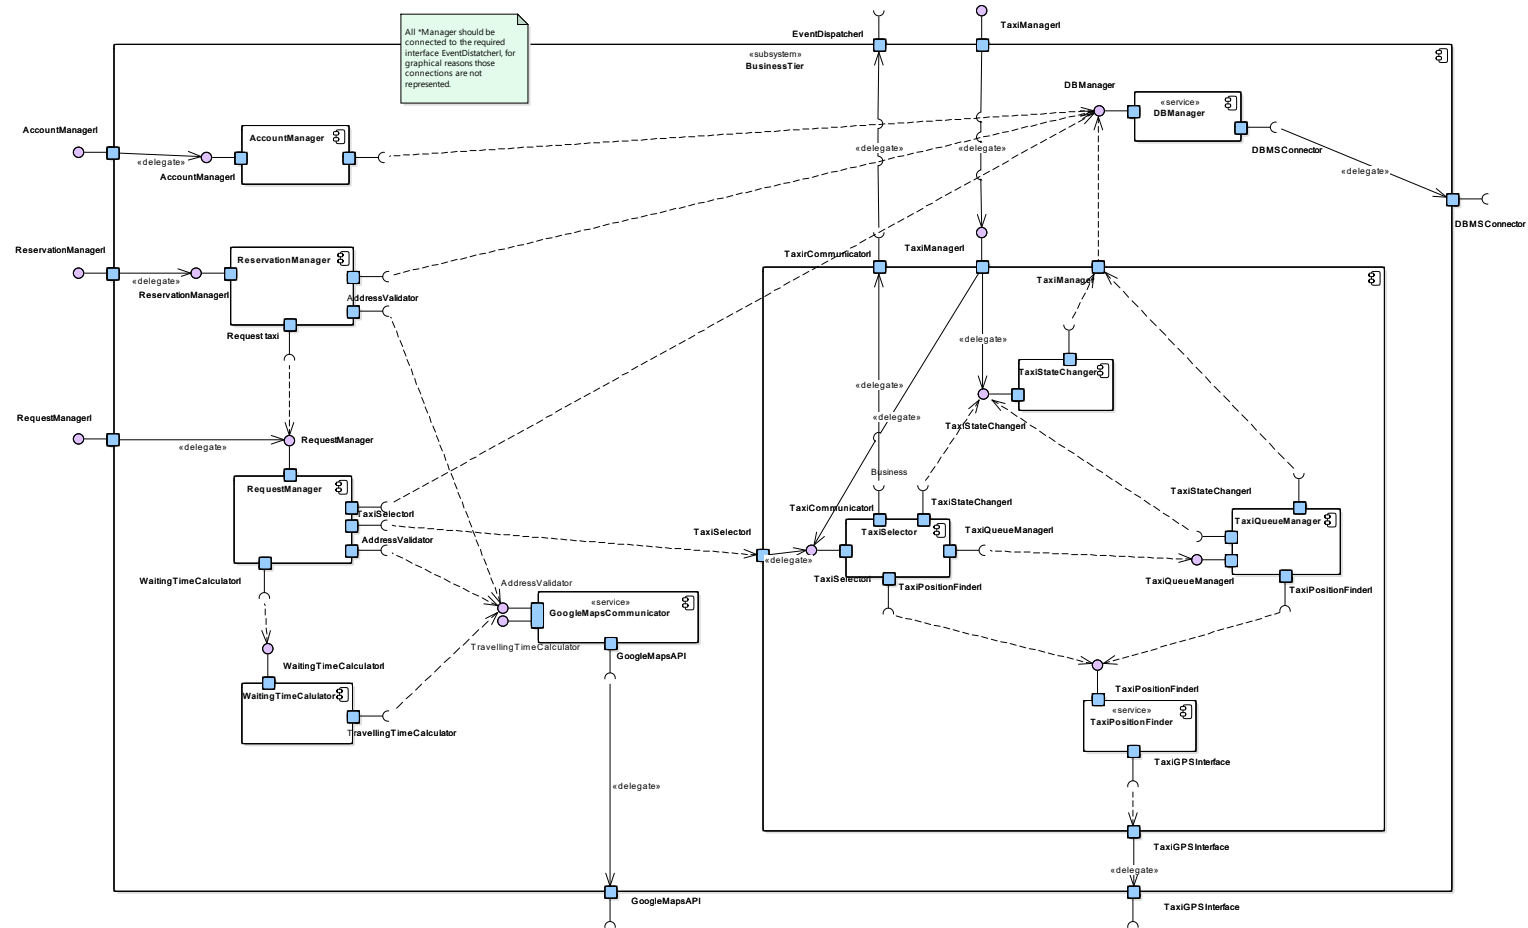 All *Manager should be
connected to the required
interface EventDistatcherI, for
graphical reasons those
connections are not
represented.
EventDispatcherI
TaxiManagerI
«subsystem»
BusinessTier
DBManager
«service»
DBManager
AccountManagerI
AccountManager
«delegate»
AccountManagerI
«delegate»
«delegate»
DBMSConnector
«delegate»
DBMSConnector
ReservationManagerI
ReservationManager
«delegate»
ReservationManagerI
AddressValidator
Request taxi
TaxirCommunicatorI
TaxiManagerI
TaxiManager
«delegate»
TaxiStateChanger
«delegate»
«delegate»
TaxiStateChangerI
RequestManagerI
«delegate»
RequestManager
RequestManager
TaxiSelectorI
AddressValidator
Business
TaxiCommunicatorI
TaxiStateChangerI
TaxiStateChangerI
TaxiSelectorI
«delegate»
TaxiSelector
TaxiQueueManagerI
TaxiQueueManager
TaxiSelectorI
TaxiPositionFinderI
TaxiQueueManagerI
TaxiPositionFinderI
WaitingTimeCalculatorI
AddressValidator
«service»
GoogleMapsCommunicator
TravellingTimeCalculator
GoogleMapsAPI
WaitingTimeCalculatorI
WaitingTimeCalulator
TravellingTimeCalculator
TaxiPositionFinderI
«service»
TaxiPositionFinder
TaxiGPSInterface
«delegate»
TaxiGPSInterface
«delegate»
GoogleMapsAPI
TaxiGPSInterface